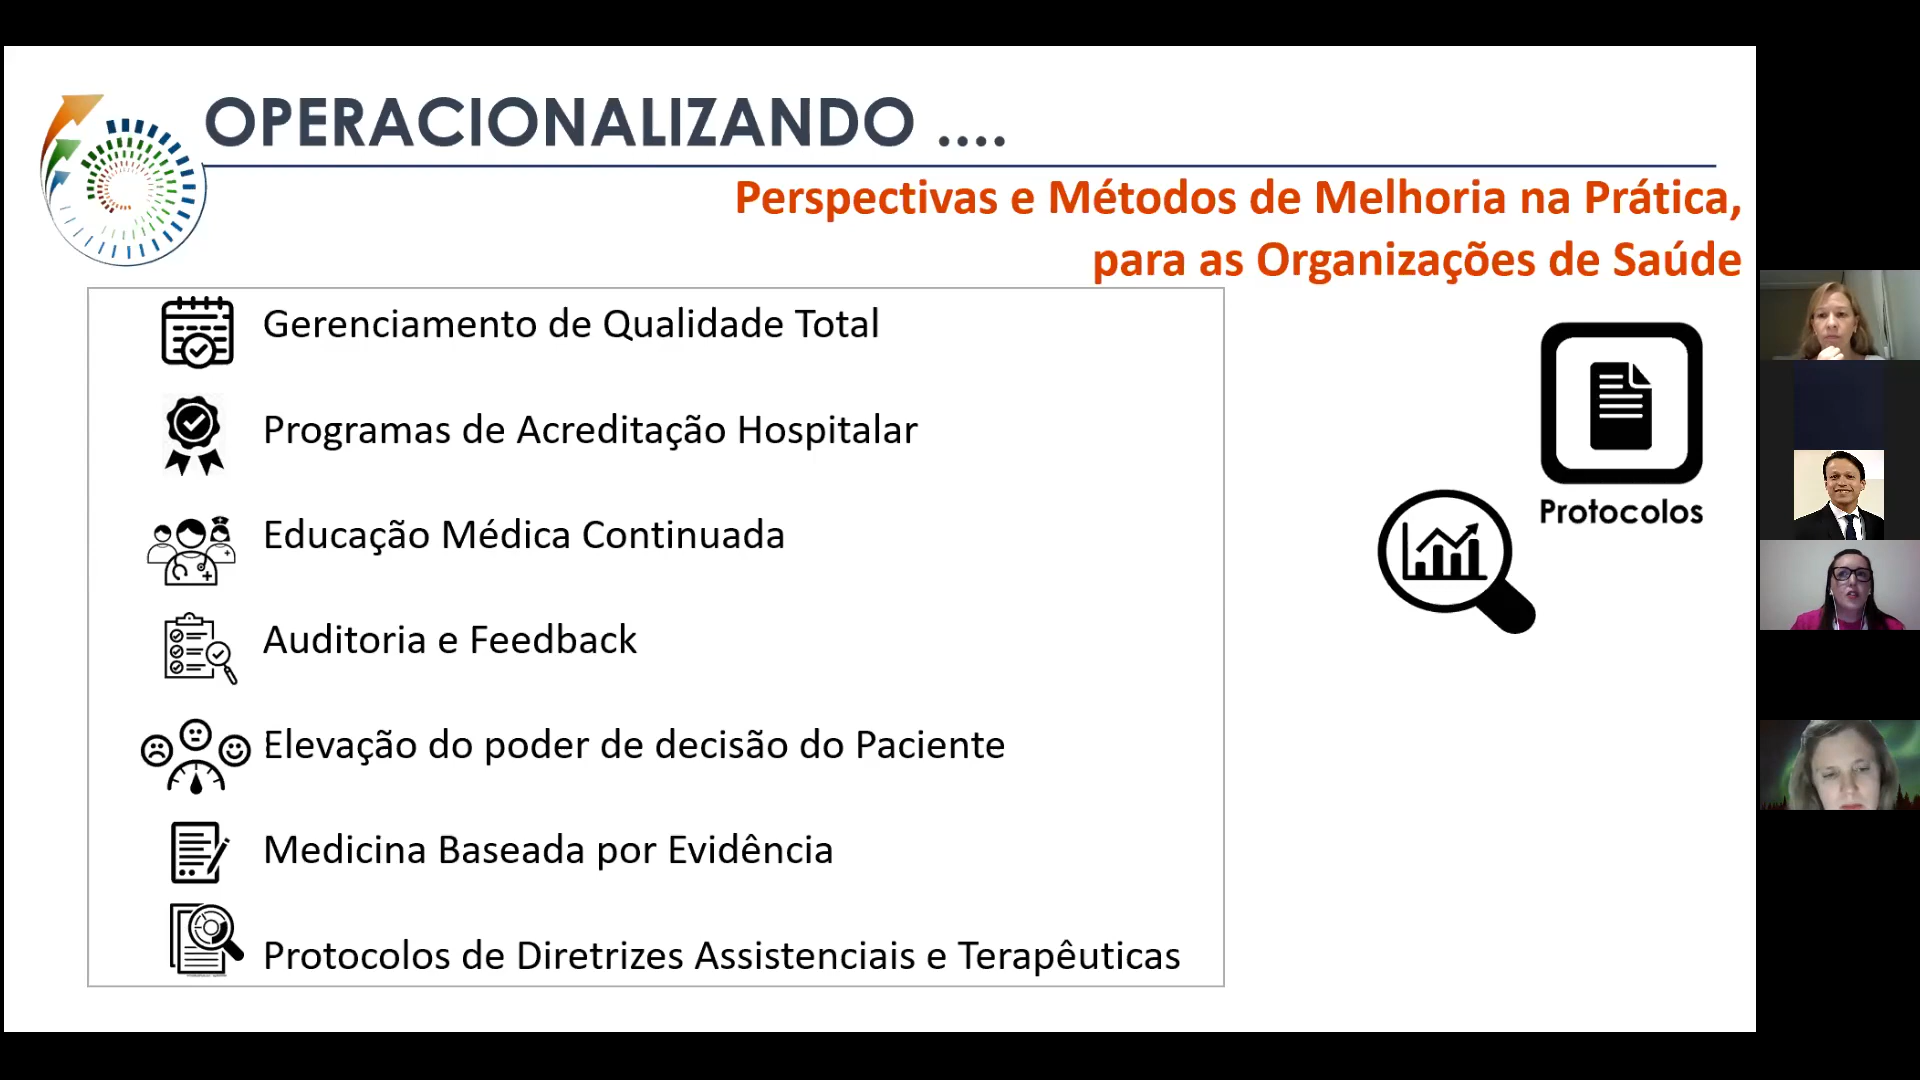 OPERACIONALIZANDO ....
Perspectivas e Métodos de Melhoria na Prática,
para as Organizações de Saúde
Gerenciamento de Qualidade Total
Programas de Acreditação Hospitalar
Educação Médica Continuada
Auditoria e Feedback
Elevação do poder de decisão do Paciente
Medicina Baseada por Evidência
Protocolos de Diretrizes Assistenciais e Terapêuticas
Protocolos